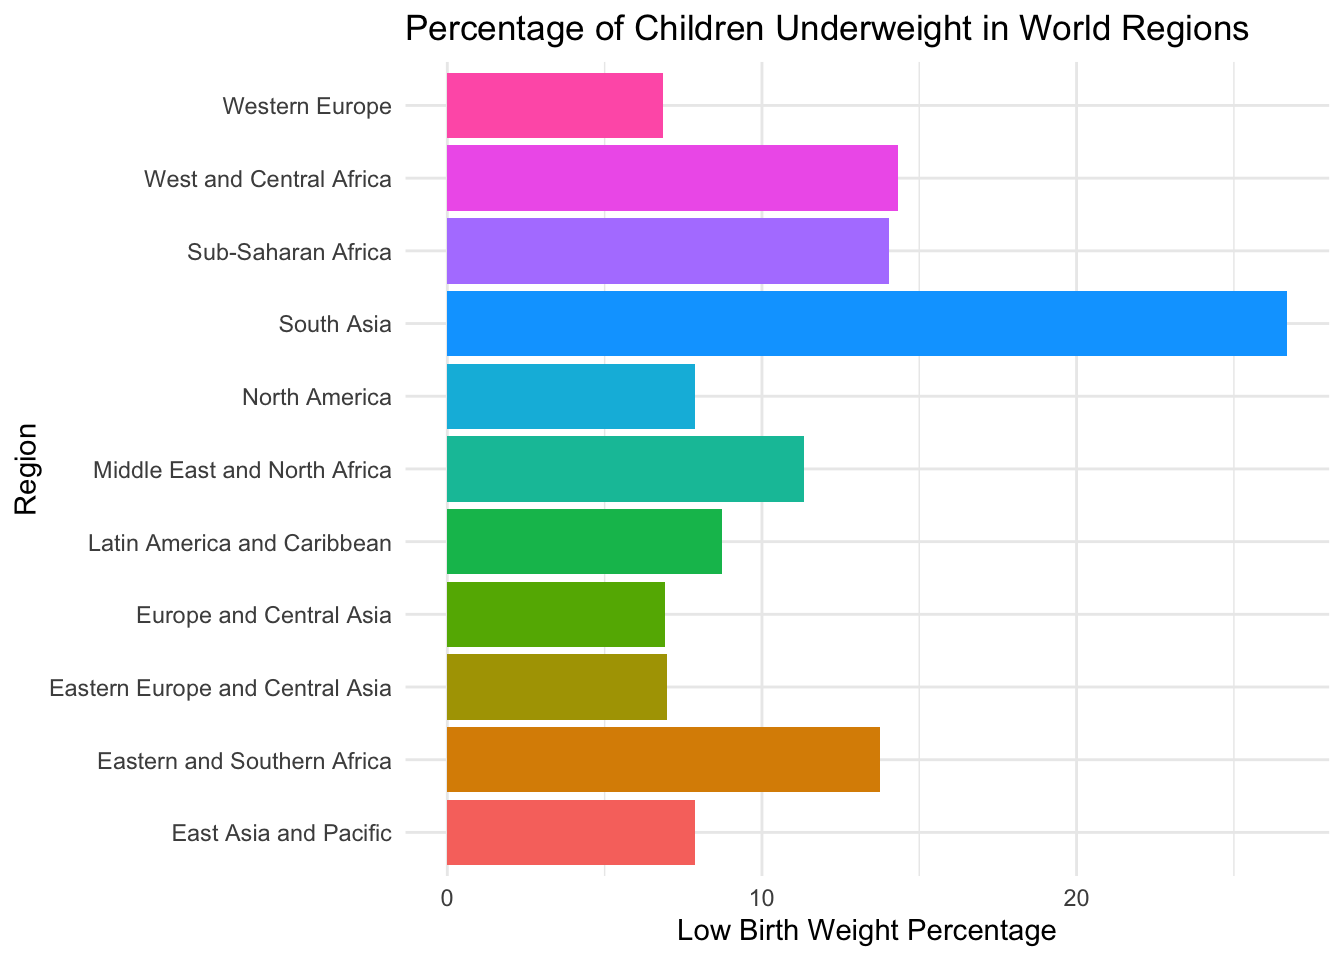 Percentage of Children Underweight in World Regions
Western Europe
West and Central Africa
Sub-Saharan Africa
South Asia
North America
Middle East and North Africa
Latin America and Caribbean
Europe and Central Asia
Eastern Europe and Central Asia
Eastern and Southern Africa
East Asia and Pacific
Region
0 10 20
Low Birth Weight Percentage